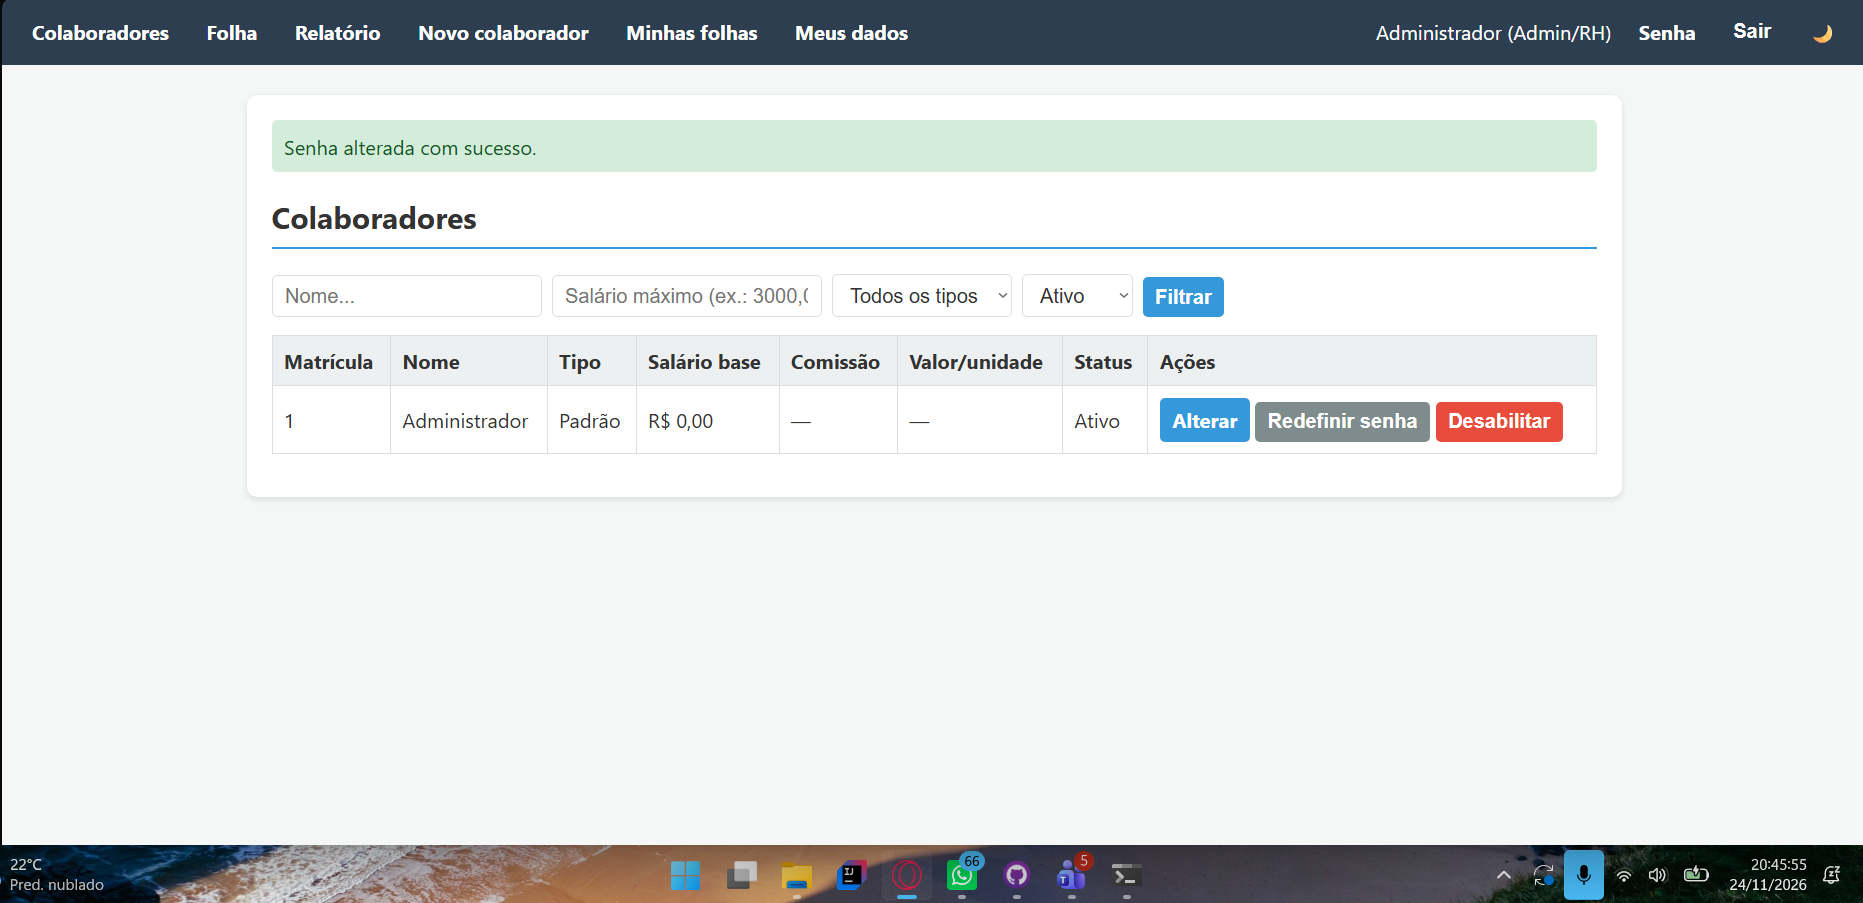 Colaboradores Folha Relatório Novo colaborador Minhas folhas Meus dados Administrador (Admin/RH) Senha Sair
Senha alterada com sucesso.
Colaboradores
Nome... Salário máximo (ex.: 3000,0 Todos os tipos Ativo Filtrar
Matrícula Nome Tipo Salário base Comissão Valor/unidade Status Ações
1 Administrador Padrão R$ 0,00 — — Ativo Alterar Redefinir senha Desabilitar
22°C
Pred. nublado
IJ
66
T
5
20:45:55
24/11/2026